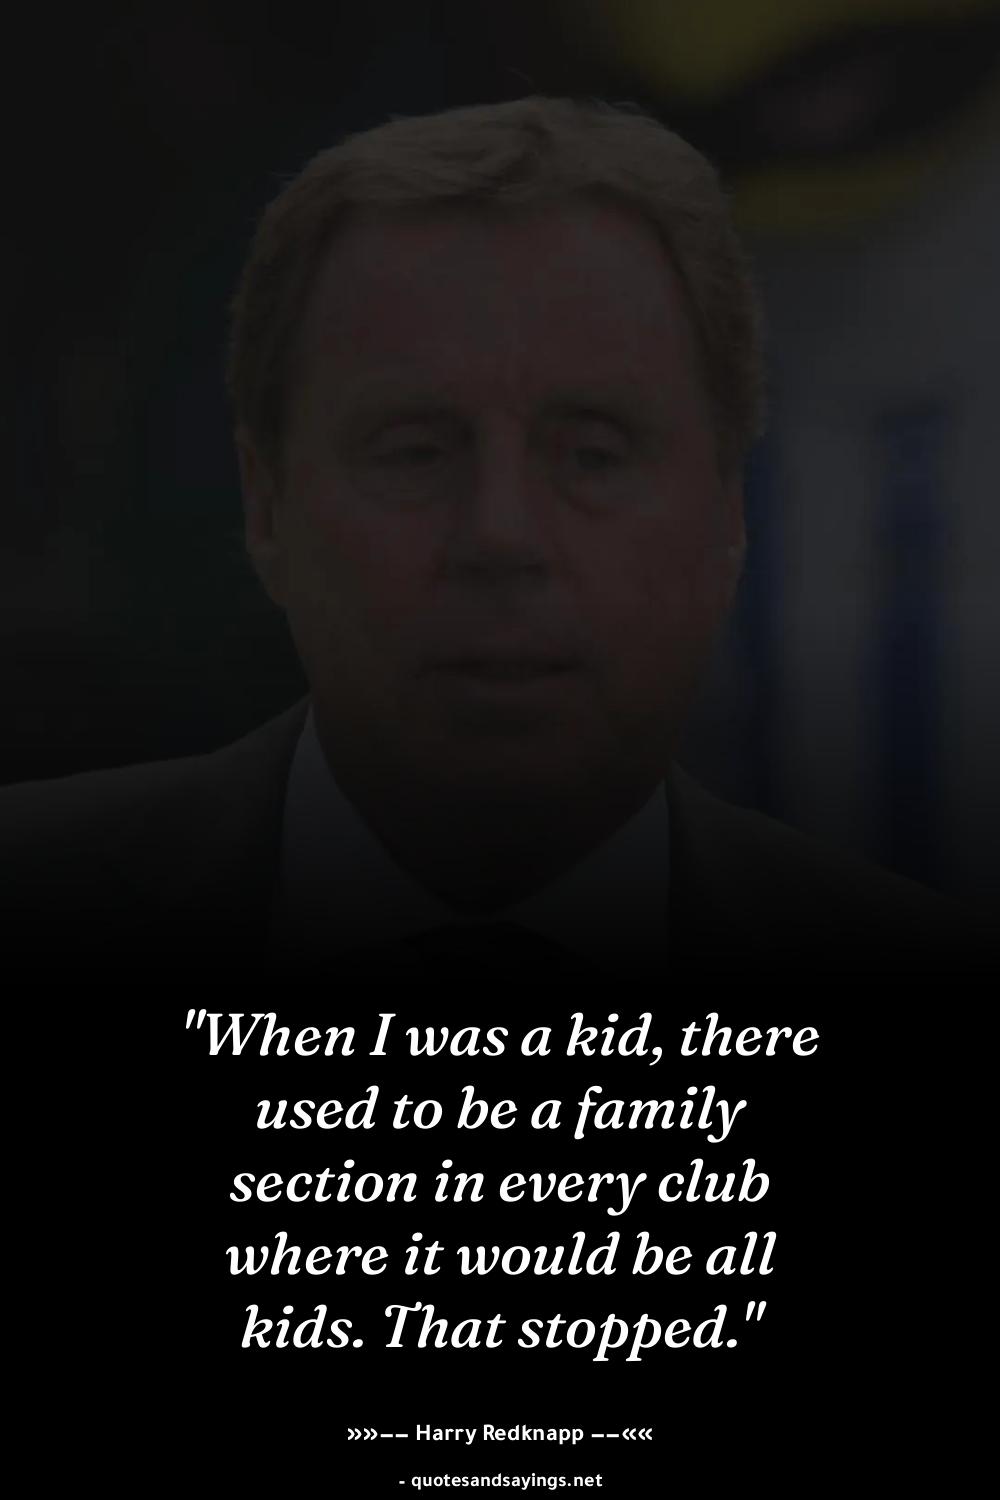 "When I was a kid, there
used to be a family
section in every club
where it would be all
kids. That stopped."
»»−− Harry Redknapp −−««
- quotesandsayings.net